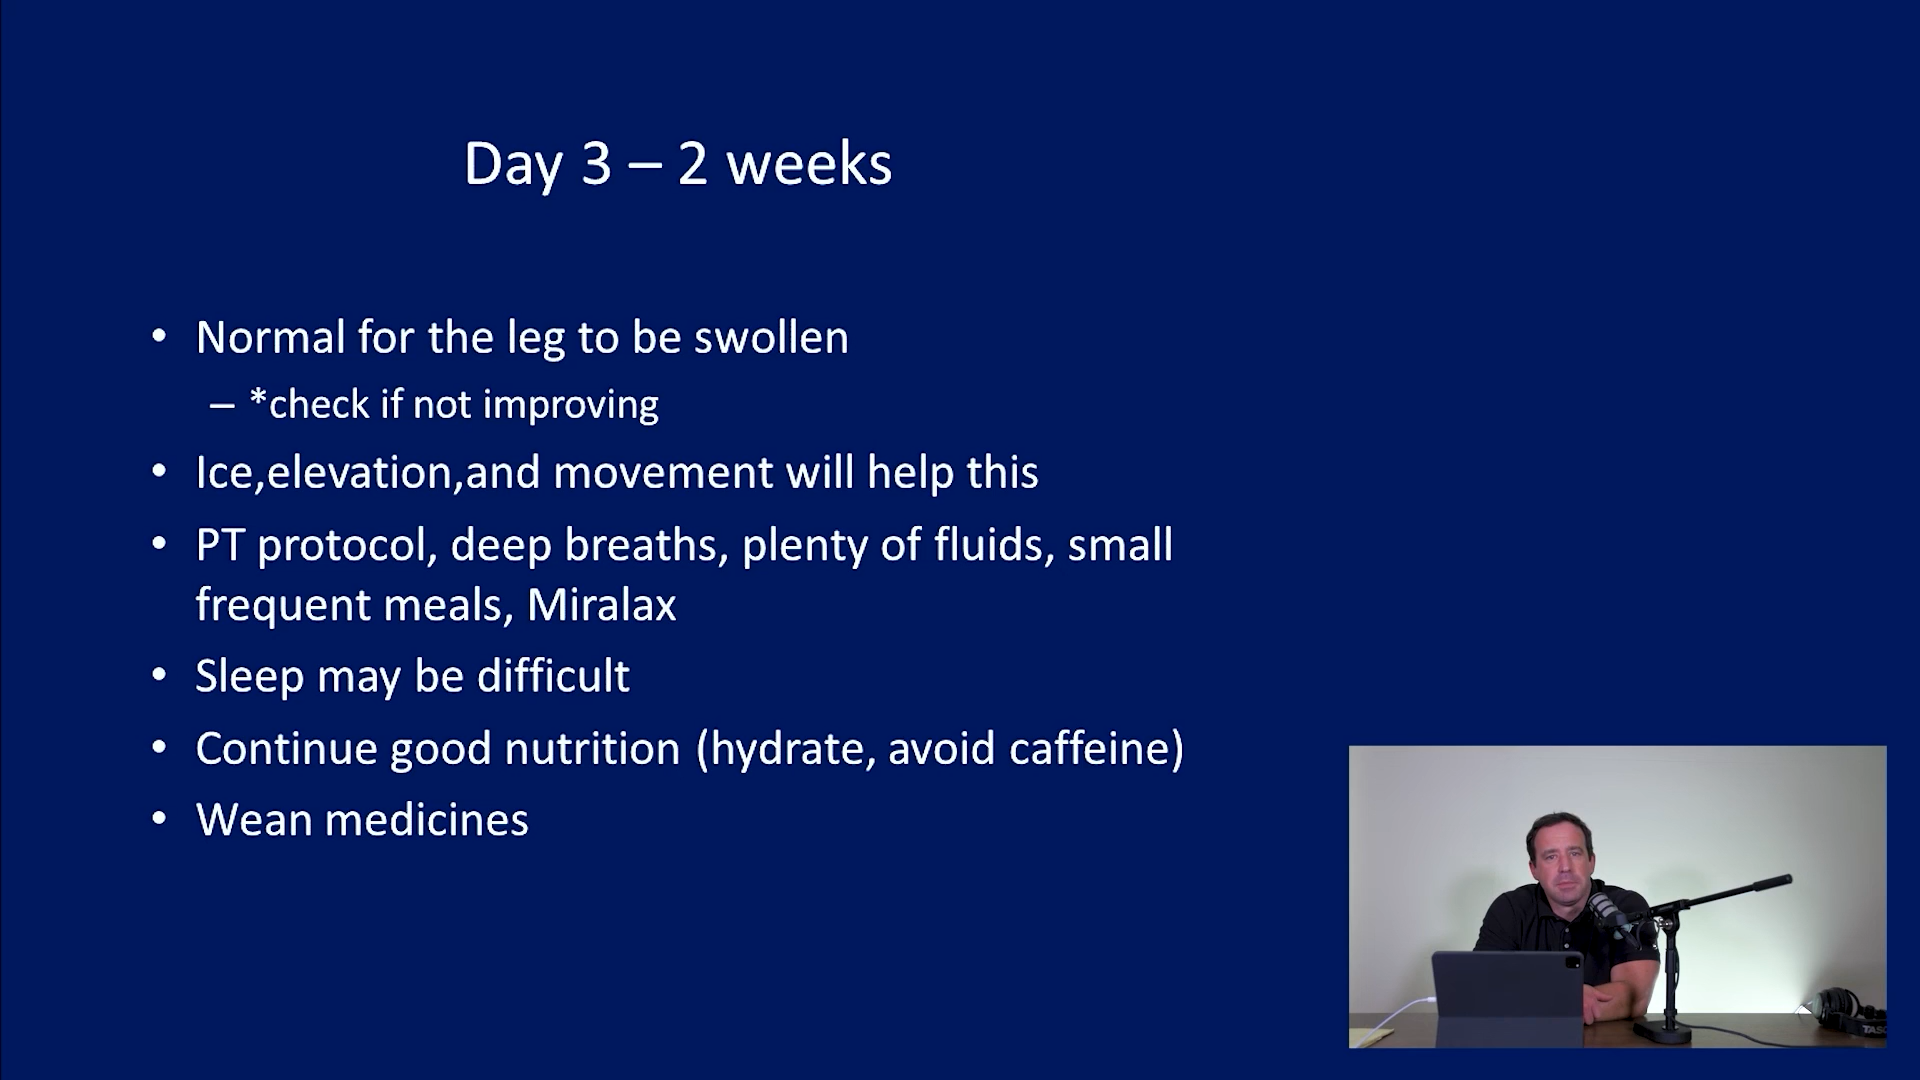 Day 3 – 2 weeks
• Normal for the leg to be swollen
– *check if not improving
• Ice,elevation,and movement will help this
• PT protocol, deep breaths, plenty of fluids, small
frequent meals, Miralax
• Sleep may be difficult
• Continue good nutrition (hydrate, avoid caffeine)
• Wean medicines